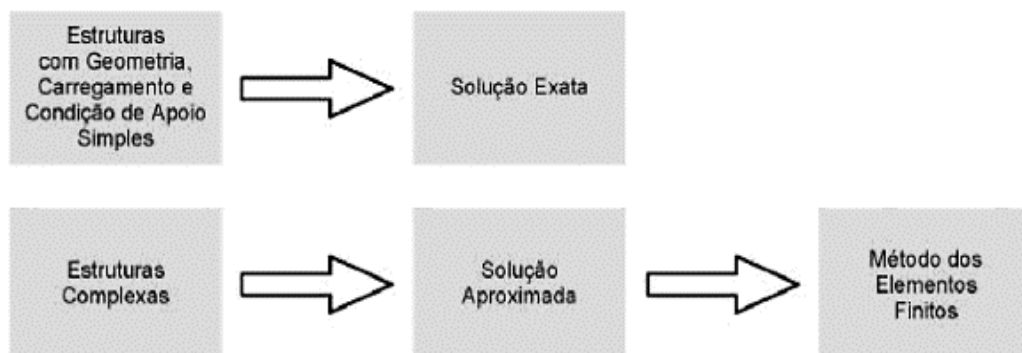 Estruturas
com Geometria,
Carregamento e
Condição de Apoio
Simples
Solução Exata
Estruturas
Complexas
Solução
Aproximada
Método dos
Elementos
Finitos